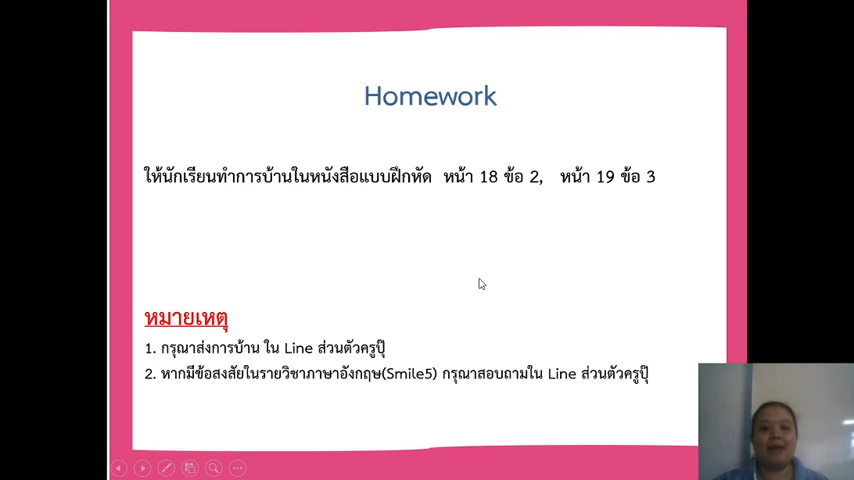 Homework
ให้นักเรียนทำการบ้านในหนังสือแบบฝึกหัด หน้า 18 ข้อ 2, หน้า 19 ข้อ 3
หมายเหตุ
1. กรุณาส่งการบ้าน ใน Line ส่วนตัวครูปุ๊
2. หากมีข้อสงสัยในรายวิชาภาษาอังกฤษ(Smile5) กรุณาสอบถามใน Line ส่วนตัวครูปุ๊